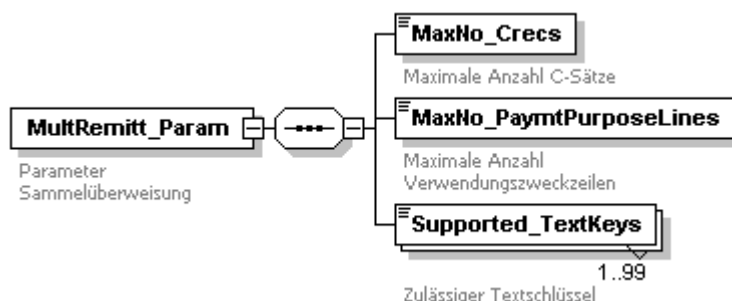 MaxNo_Crecs
Maximale Anzahl C-Sätze
MultRemitt_Param
Parameter
Sammelüberweisung
MaxNo_PaymtPurposeLines
Maximale Anzahl
Verwendungszweckzeilen
Supported_TextKeys
1..99
Zulässiger Textschlüssel